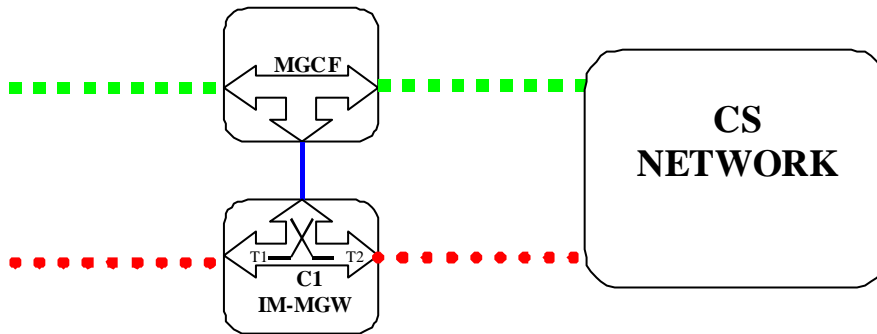 MGCF
CS
NETWORK
T1 T2
C1
IM-MGW